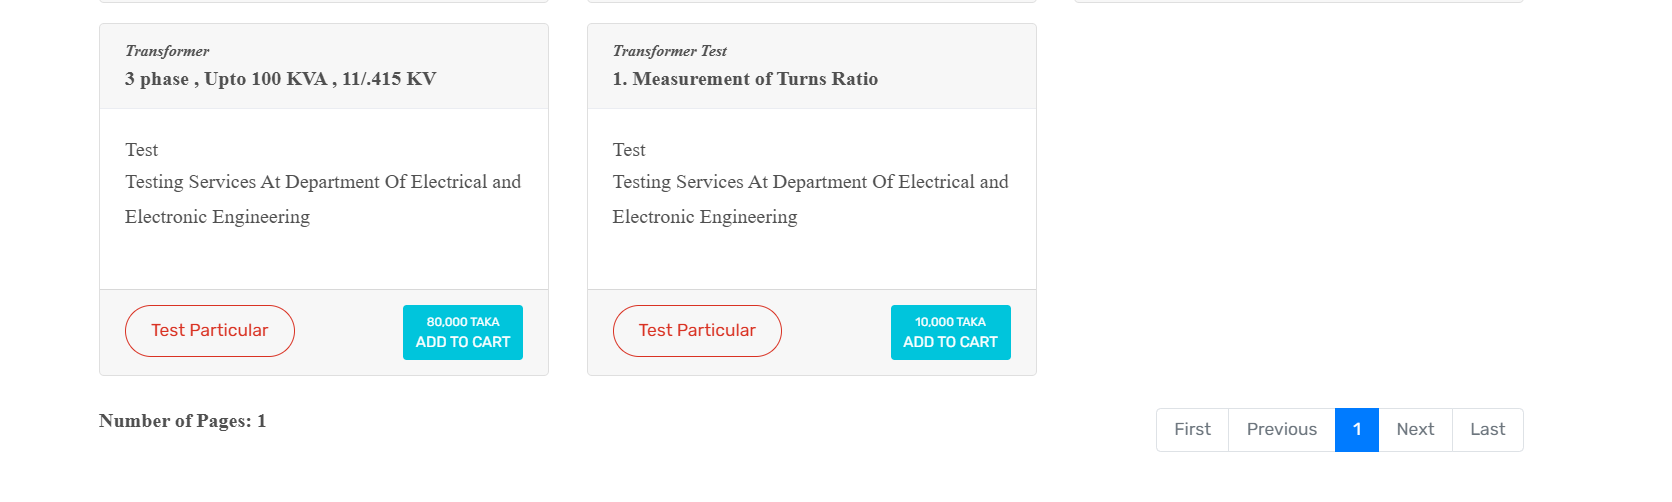 Transformer
3 phase , Upto 100 KVA , 11/.415 KV
Test
Testing Services At Department Of Electrical and
Electronic Engineering
Test Particular
80,000 TAKA
ADD TO CART
Transformer Test
1. Measurement of Turns Ratio
Test
Testing Services At Department Of Electrical and
Electronic Engineering
Test Particular
10,000 TAKA
ADD TO CART
Number of Pages: 1
First Previous 1 Next Last